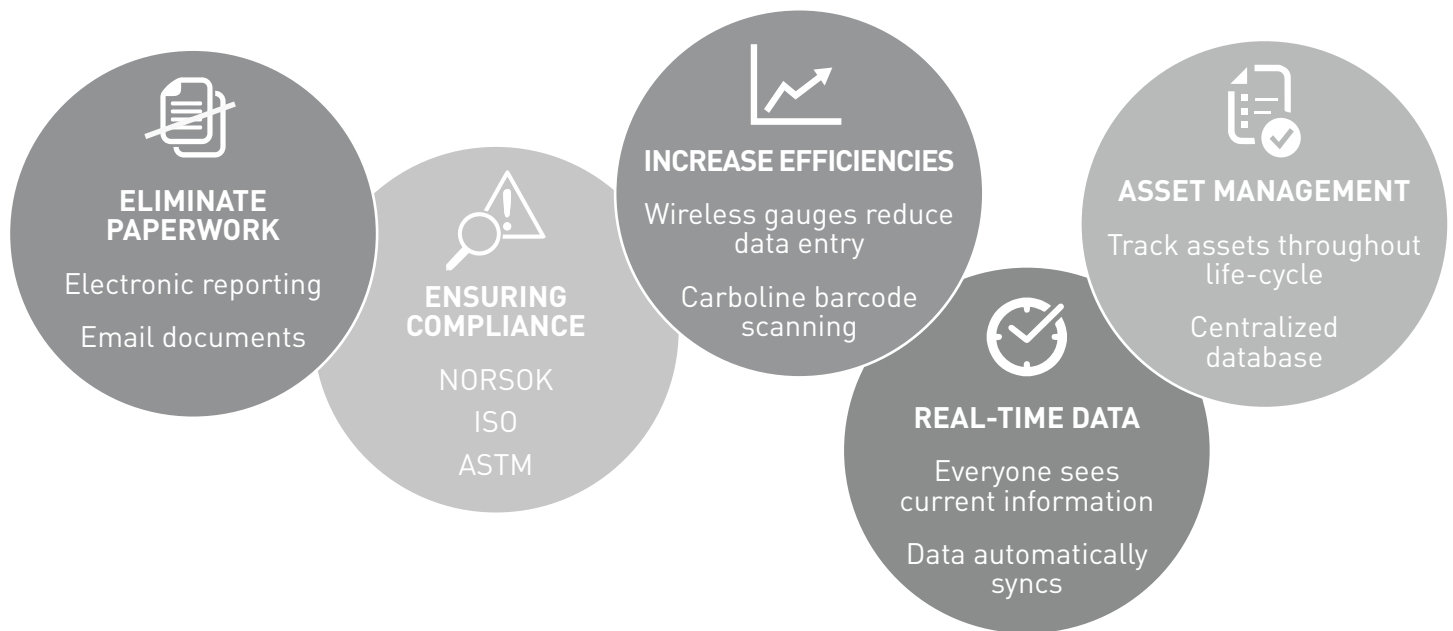 ELIMINATE
PAPERWORK
Electronic reporting
Email documents
ENSURING
COMPLIANCE
NORSOK
ISO
ASTM
INCREASE EFFICIENCIES
Wireless gauges reduce
data entry
Carboline barcode
scanning
REAL-TIME DATA
Everyone sees
current information
Data automatically
syncs
ASSET MANAGEMENT
Track assets throughout
life-cycle
Centralized
database